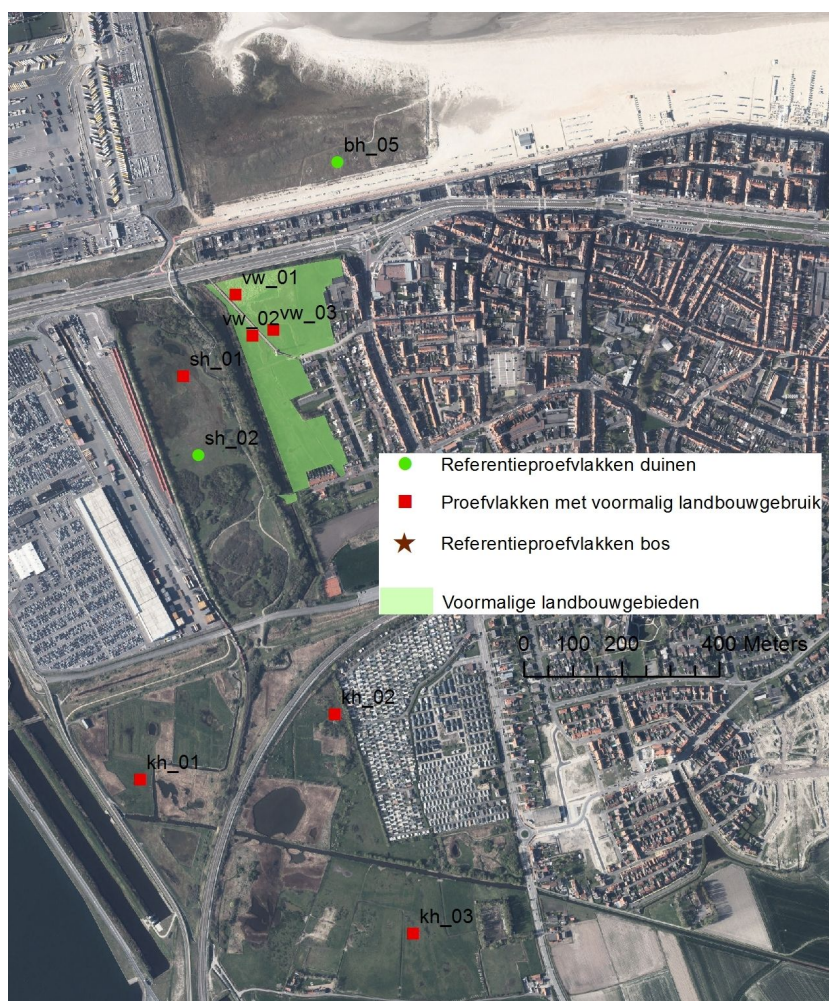 bh_05
vw_01
vw_03
vw_02
sh_01
sh_02
Referentieproefvlakken duinen
Proefvlakken met voormalig landbouwgebruik
Referentieproefvlakken bos
Voormalige landbouwgebieden
0 100 200 400 Meters
kh_02
kh_01
kh_03